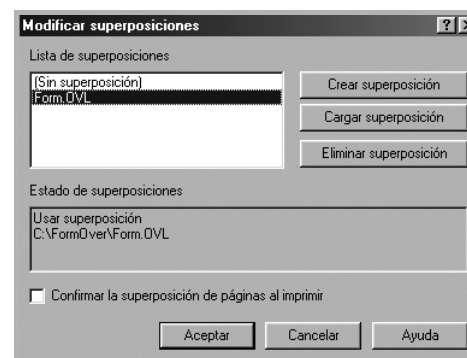 Modificar superposiciones
Lista de superposiciones
(Sin superposición)
Form.OVL
Crear superposición
Cargar superposición
Eliminar superposición
Estado de superposiciones
Usar superposición
C:\FormOver\Form.OVL
Confirmar la superposición de páginas al imprimir
Aceptar
Cancelar
Ayuda